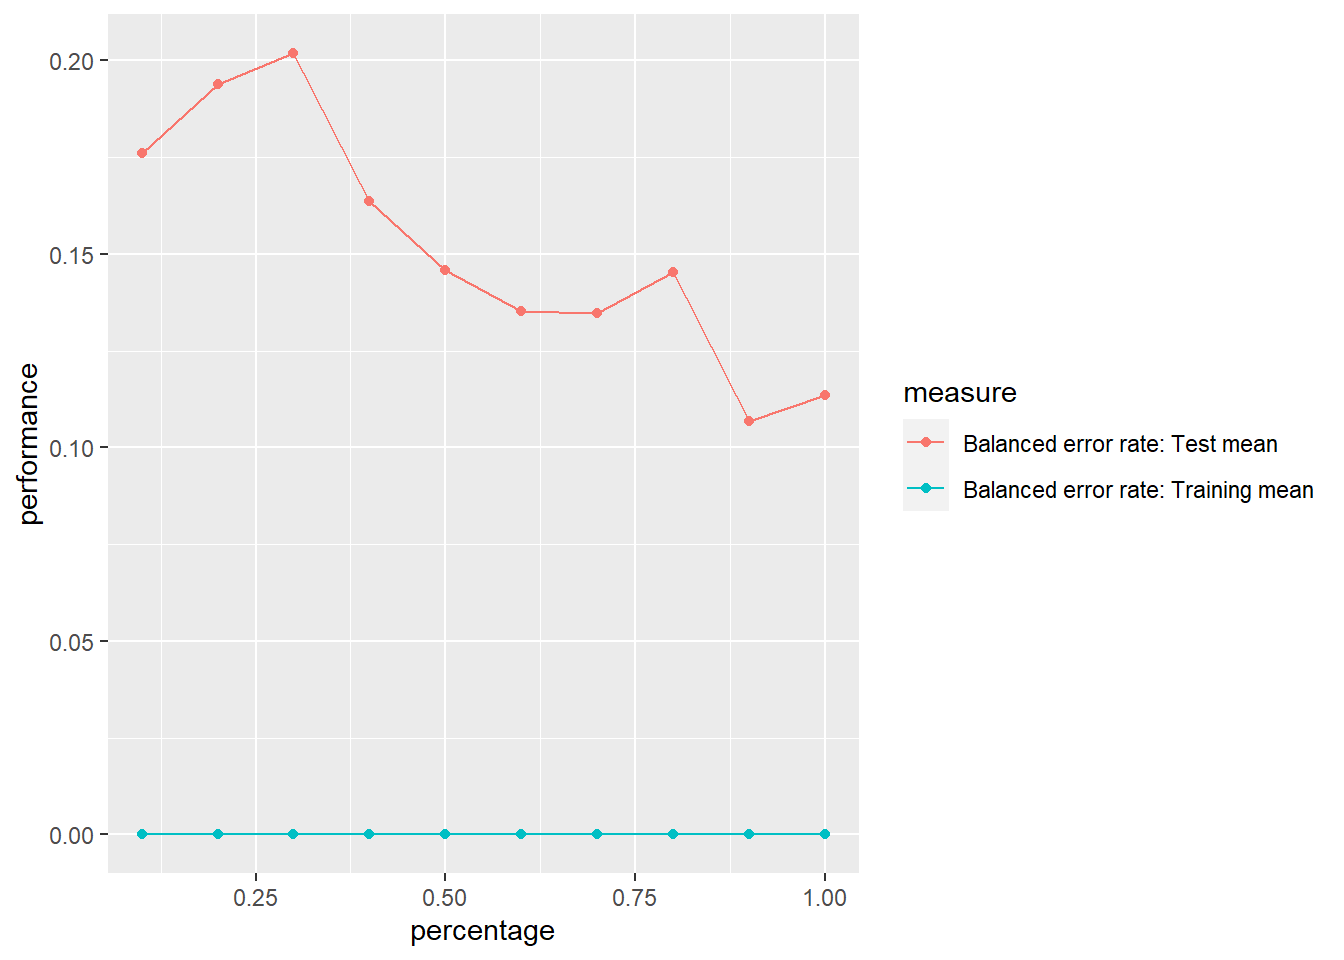 0.20
0.15
0.10
0.05
0.00
performance
0.25
0.50
0.75
1.00
percentage
measure
Balanced error rate: Test mean
Balanced error rate: Training mean